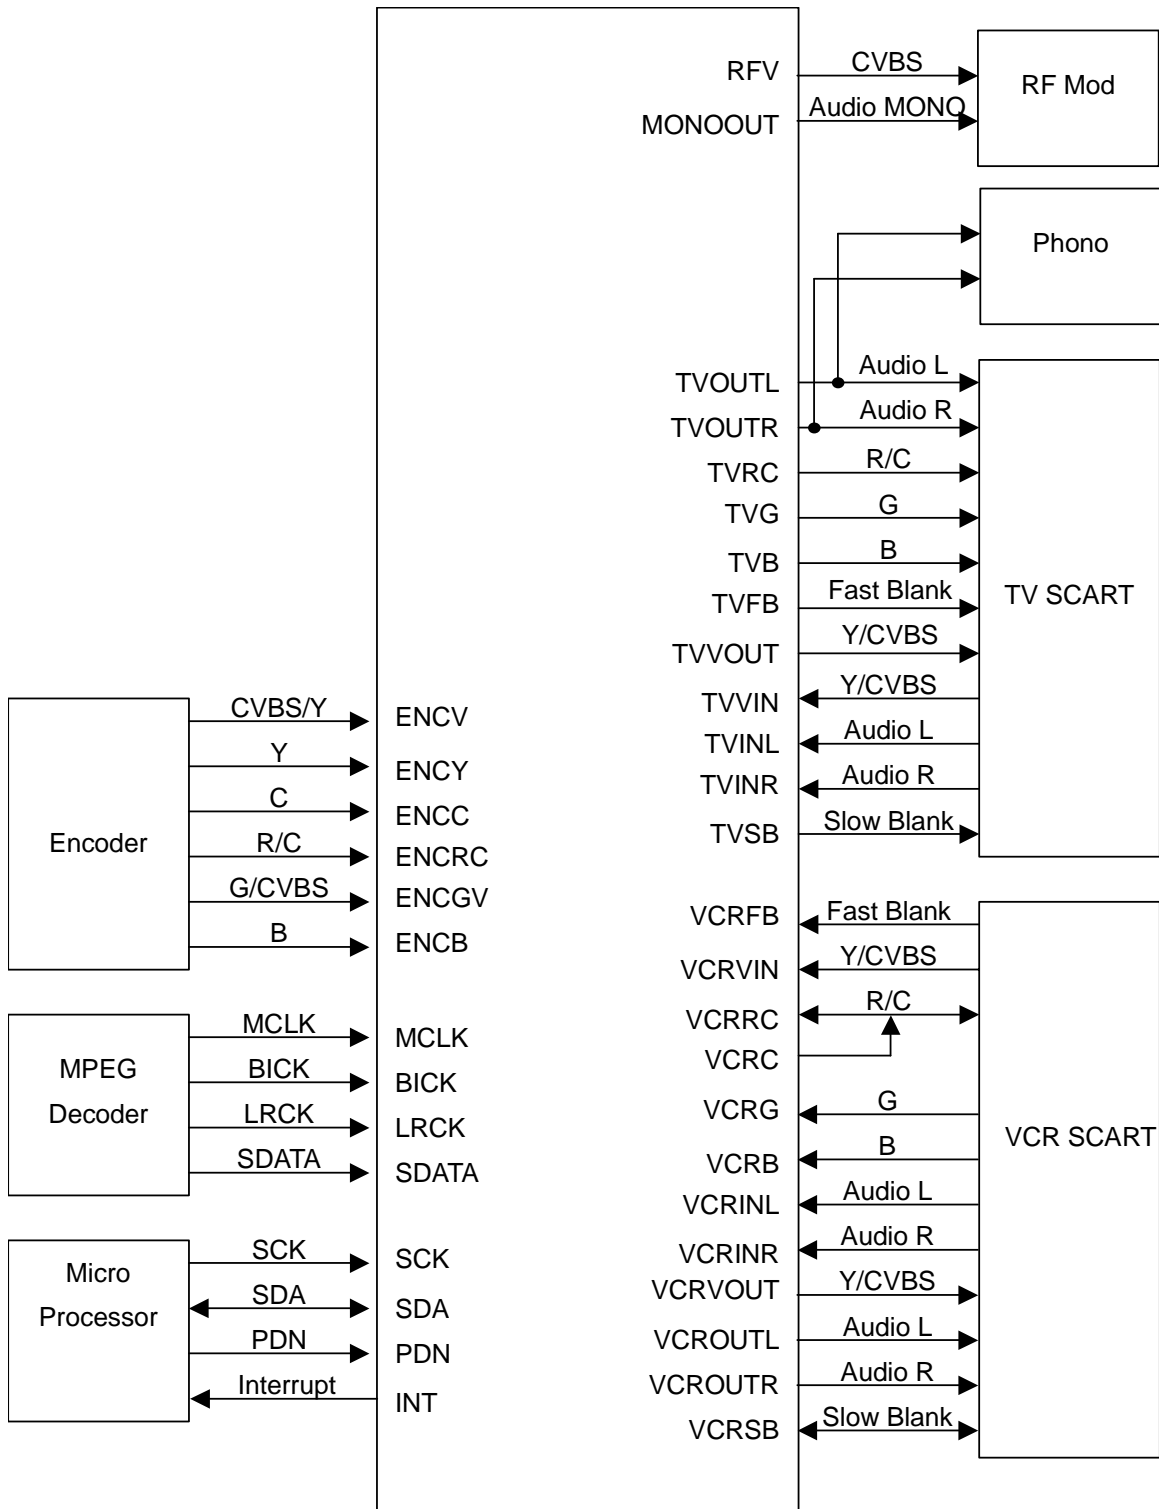 RFV
CVBS
RF Mod
MONOOUT
Audio MONO
Phono
TVOUTL
Audio L
TVOUTR
Audio R
TVRC
R/C
TVG
G
TVB
B
TVFB
Fast Blank
TVVOUT
Y/CVBS
TVVIN
Y/CVBS
TVINL
Audio L
TVINR
Audio R
TVSB
Slow Blank
TV SCART
Encoder
CVBS/Y
ENCV
Y
ENCY
C
ENCC
R/C
ENCRC
G/CVBS
ENCGV
B
ENCB
MPEG
Decoder
MCLK
MCLK
BICK
BICK
LRCK
LRCK
SDATA
SDATA
Micro
Processor
SCK
SCK
SDA
SDA
PDN
PDN
Interrupt
INT
VCRFB
Fast Blank
VCRVIN
Y/CVBS
VCRRC
R/C
VCRC
VCRG
G
VCRB
B
VCRINL
Audio L
VCRINR
Audio R
VCRVOUT
Y/CVBS
VCROUTL
Audio L
VCROUTR
Audio R
VCRSB
Slow Blank
VCR SCART